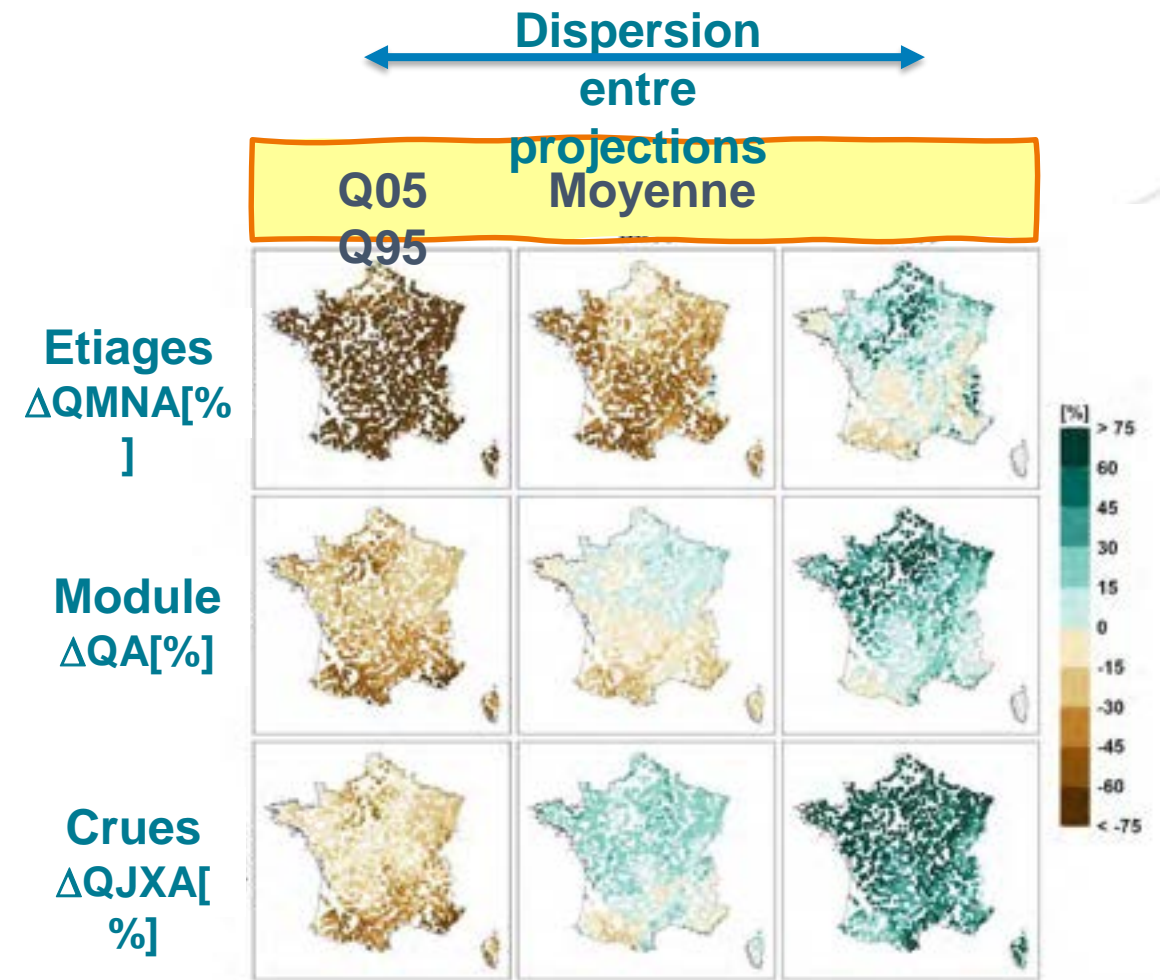 Dispersion
entre
projections
Q05 Moyenne
Q95
Etiages
ΔQMNA[%
]
Module
ΔQA[%]
Crues
ΔQJXA[
%]
[%]
> 75
60
45
30
15
0
-15
-30
-45
-60
< -75